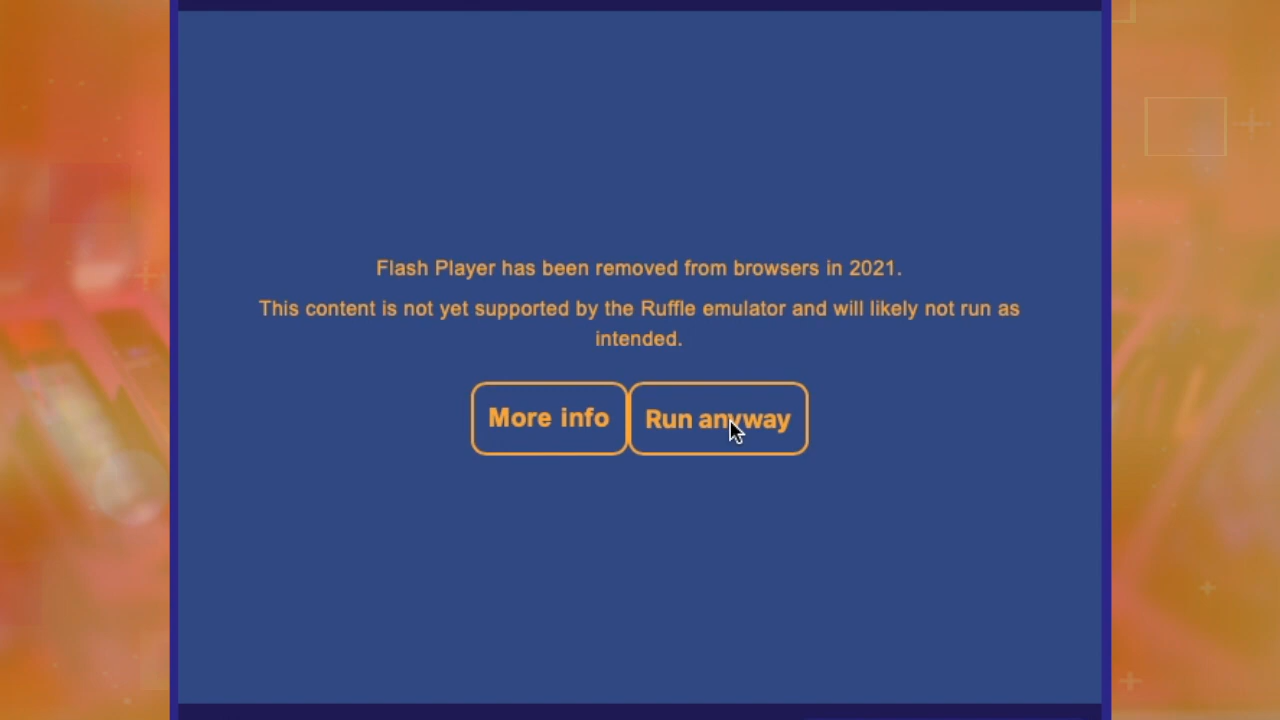 Flash Player has been removed from browsers in 2021.
This content is not yet supported by the Ruffle emulator and will likely not run as
intended.
More info
Run anyway